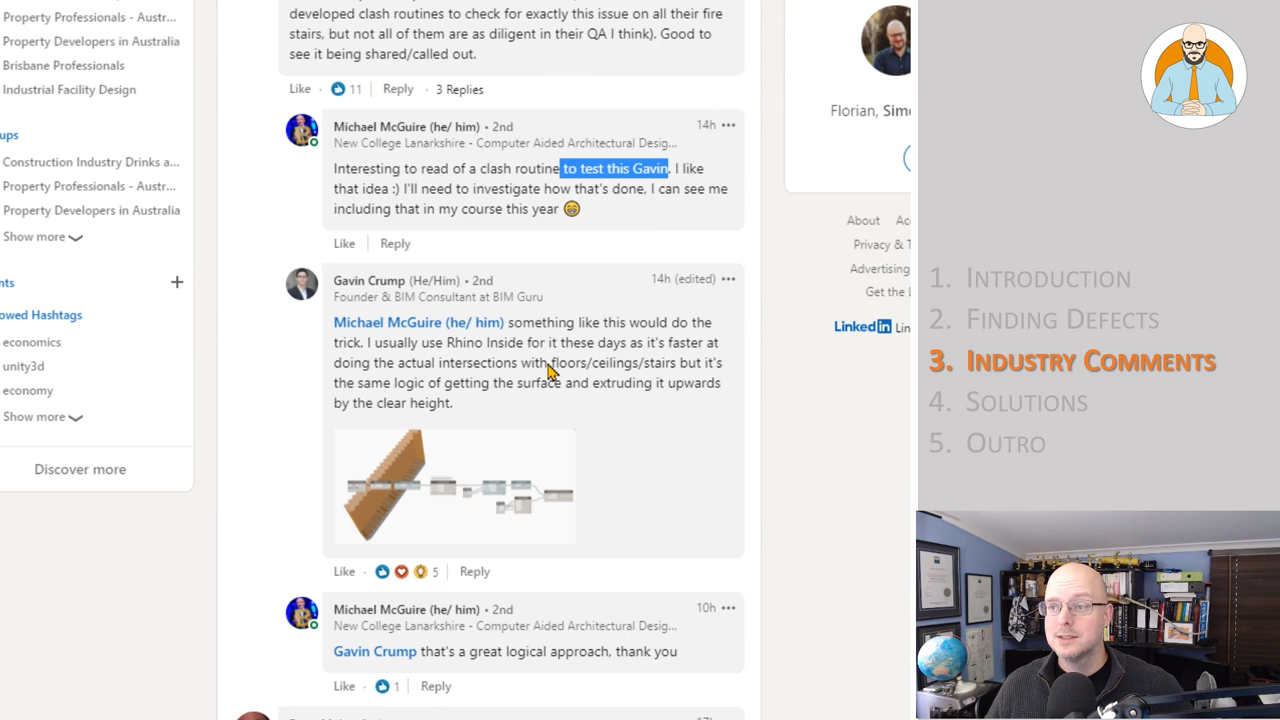 Property Professionals - Austr...
Property Developers in Australia
Brisbane Professionals
Industrial Facility Design
ups
Construction Industry Drinks a...
Property Professionals - Austr...
Property Developers in Australia
Show more
nts
owed Hashtags
economics
unity3d
economy
Show more
Discover more
developed clash routines to check for exactly this issue on all their fire
stairs, but not all of them are as diligent in their QA I think). Good to
see it being shared/called out.
Like · 11 Reply · 3 Replies
Michael McGuire (he/ him) • 2nd 14h •••
New College Lanarkshire - Computer Aided Architectural Desig...
Interesting to read of a clash routine to test this Gavin. I like
that idea :) I'll need to investigate how that's done, I can see me
including that in my course this year
Like Reply
Gavin Crump (He/Him) • 2nd 14h (edited) •••
Founder & BIM Consultant at BIM Guru
Michael McGuire (he/ him) something like this would do the
trick. I usually use Rhino Inside for it these days as it's faster at
doing the actual intersections with floors/ceilings/stairs but it's
the same logic of getting the surface and extruding it upwards
by the clear height.
Like · 5 Reply
Michael McGuire (he/ him) • 2nd 10h •••
New College Lanarkshire - Computer Aided Architectural Desig...
Gavin Crump that's a great logical approach, thank you
Like · 1 Reply
Florian, Sim
About Ac
Privacy & T
Advertising
Get the L
LinkedIn Lin
1. Introduction
2. Finding Defects
3. Industry Comments
4. Solutions
5. Outro